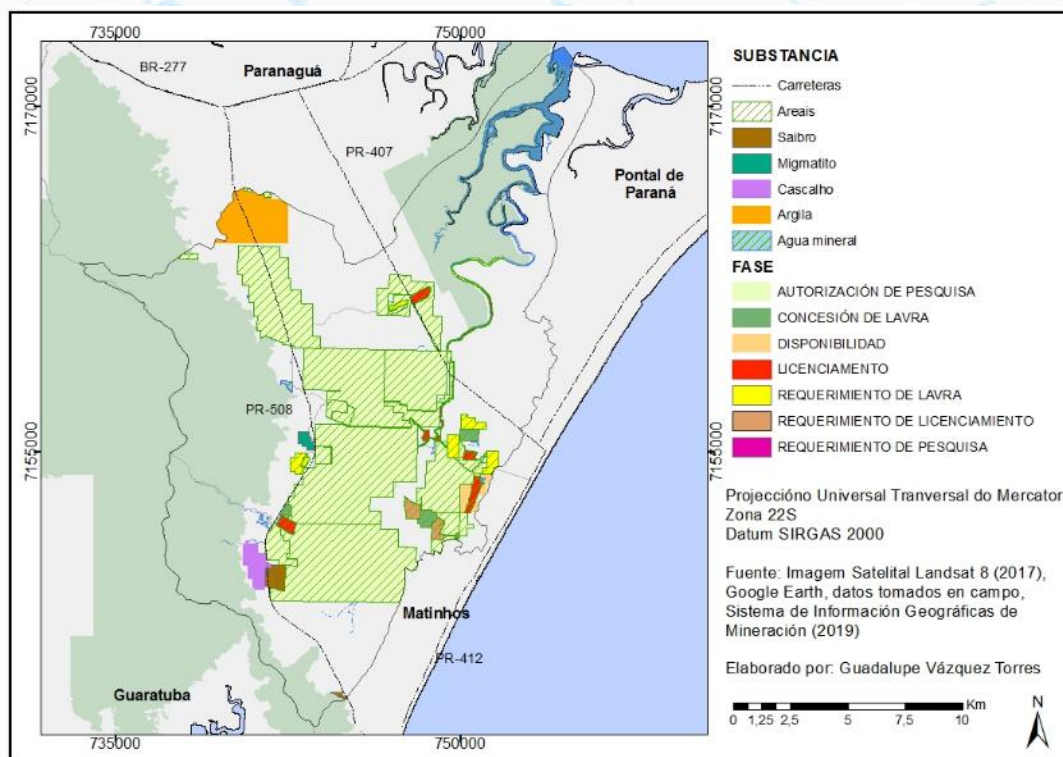 735000
750000
BR-277
Paranaguá
7170000
7170000
PR-407
Pontal de
Paraná
PR-508
7155000
7155000
Matinhos
PR-412
Guaratuba
735000
750000
SUBSTANCIA
Carreteras
Areais
Saibro
Migmatito
Cascalho
Argila
Agua mineral
FASE
AUTORIZACIÓN DE PESQUISA
CONCESIÓN DE LAVRA
DISPONIBILIDAD
LICENCIAMENTO
REQUERIMIENTO DE LAVRA
REQUERIMIENTO DE LICENCIAMIENTO
REQUERIMIENTO DE PESQUISA
Projeccióno Universal Tranversal do Mercator
Zona 22S
Datum SIRGAS 2000
Fuente: Imagem Satelital Landsat 8 (2017),
Google Earth, datos tomados en campo,
Sistema de Información Geográficas de
Mineración (2019)
Elaborado por: Guadalupe Vázquez Torres
Km
0 1,25 2,5 5 7,5 10
N